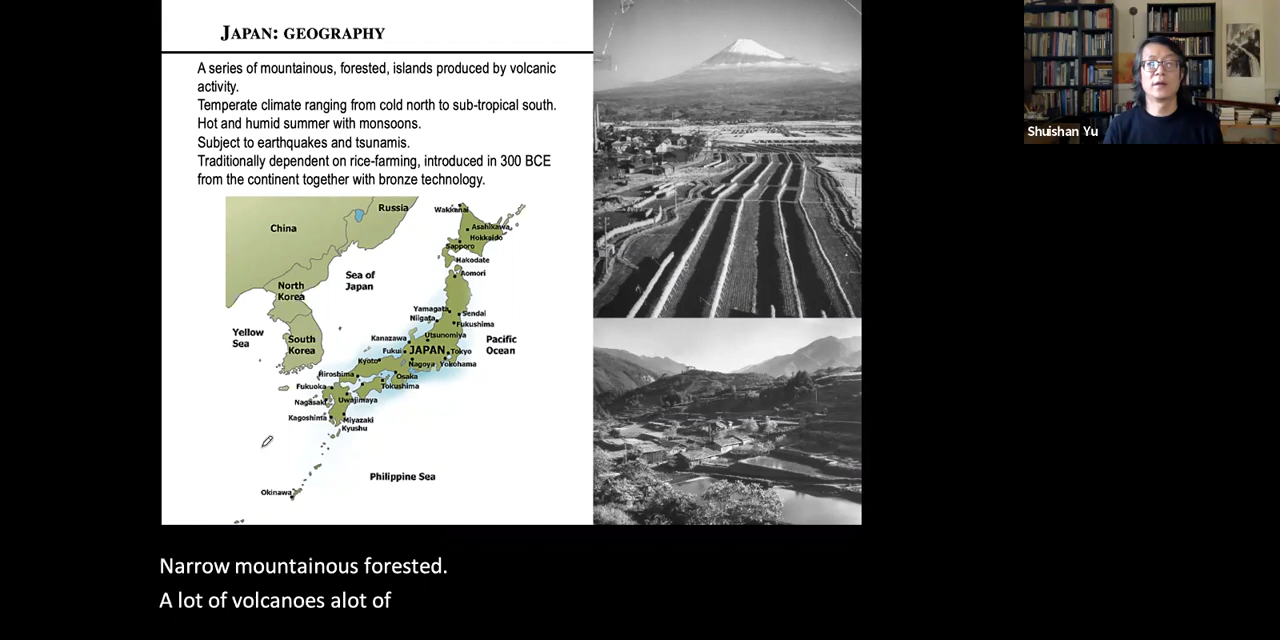 JAPAN: GEOGRAPHY
A series of mountainous, forested, islands produced by volcanic
activity.
Temperate climate ranging from cold north to sub-tropical south.
Hot and humid summer with monsoons.
Subject to earthquakes and tsunamis.
Traditionally dependent on rice-farming, introduced in 300 BCE
from the continent together with bronze technology.
Russia
China
Wakkanai
Asahikawa
Hokkaido
Sapporo
Hakodate
Aomori
Sea of
Japan
North
Korea
Yamagata
Niigata
Sendai
Fukushima
Yellow
Sea
South
Korea
Utsunomiya
Kanazawa
Fukui
JAPAN
Tokyo
Pacific
Ocean
Kyoto
Nagoya
Yokohama
Hiroshima
Osaka
Tokushima
Fukuoka
Nagasaki
Uwajimaya
Kagoshima
Miyazaki
Kyushu
Philippine Sea
Okinawa
Shuishan Yu
Narrow mountainous forested.
A lot of volcanoes alot of